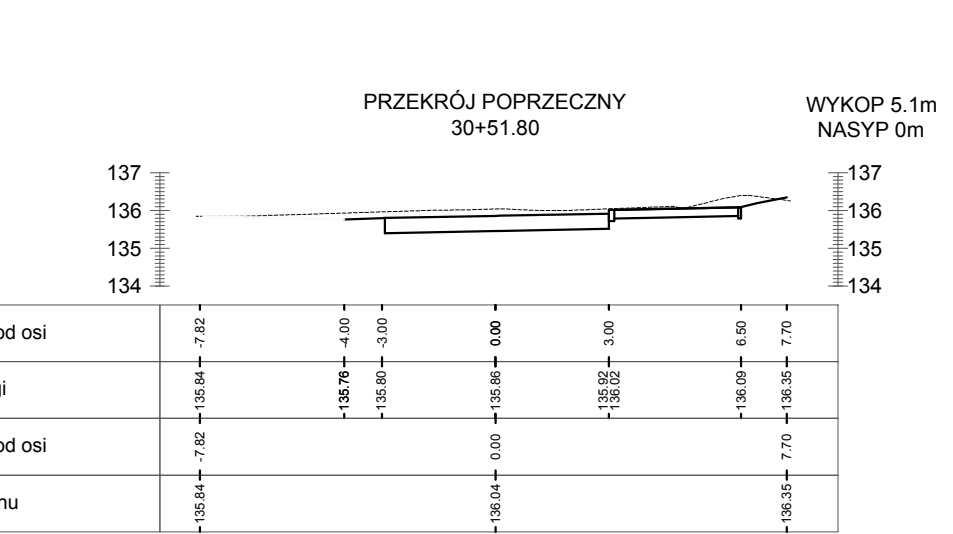 PRZEKRÓJ POPRZECZNY
30+51.80
WYKOP 5.1m
NASYP 0m
137 137
136 136
135 135
134 134
od osi -7.82 -4.00 -3.00 0.00 3.00 6.50 7.70
135.84 135.76 135.80 135.86 135.92 136.02 136.09 136.35
od osi -7.82 0.00 7.70
135.84 136.04 136.35